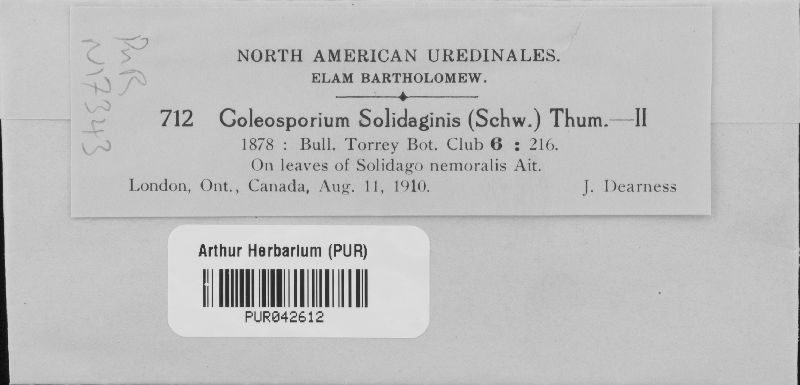 NORTH AMERICAN UREDINALES.
ELAM BARTHOLOMEW.
712 Coleosporium Solidaginis (Schw.) Thum.—II
1878 : Bull. Torrey Bot. Club 6 : 216.
On leaves of Solidago nemoralis Ait.
London, Ont., Canada, Aug. 11, 1910. J. Dearness
PUR
N7343
Arthur Herbarium (PUR)
PUR042612